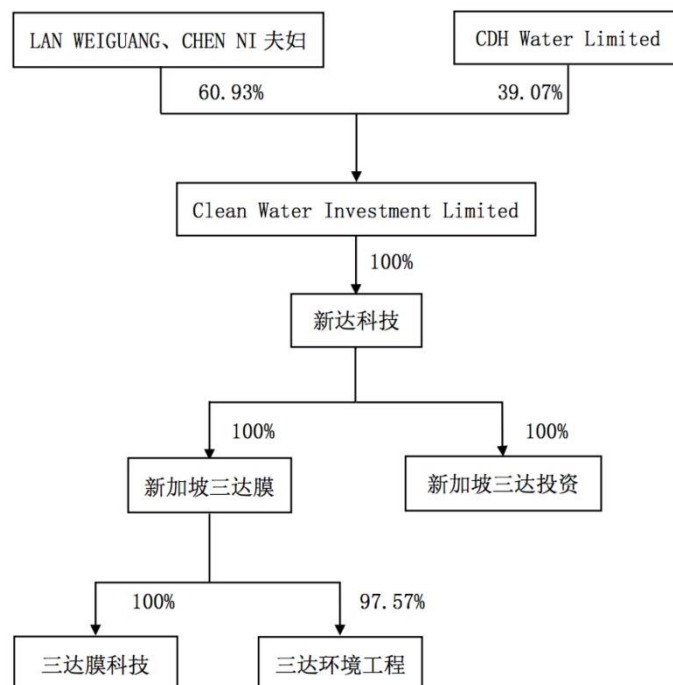 LAN WEIGUANG、CHEN NI 夫妇
CDH Water Limited
60.93%
39.07%
Clean Water Investment Limited
100%
新达科技
100%
100%
新加坡三达膜
新加坡三达投资
100%
97.57%
三达膜科技
三达环境工程